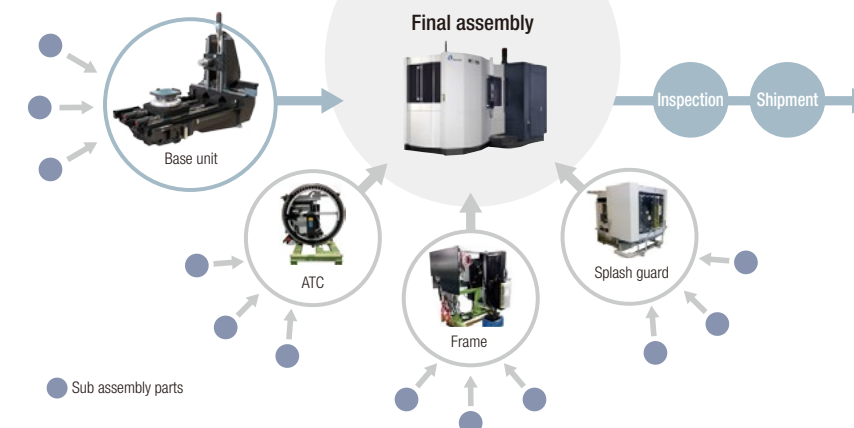 Final assembly
Base unit
Inspection
Shipment
ATC
Splash guard
Frame
Sub assembly parts